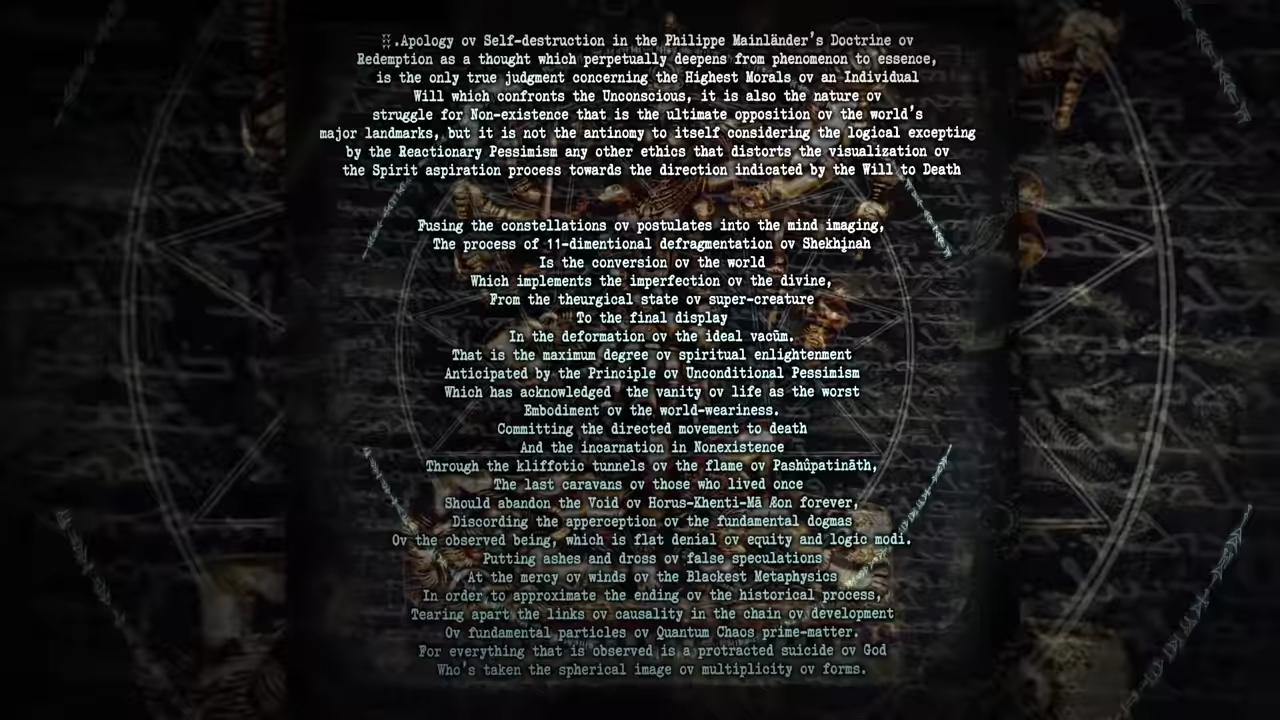 .Apology ov Self-destruction in the Philippe Mainländer's Doctrine ov
Redemption as a thought which perpetually deepens from phenomenon to essence,
is the only true judgment concerning the Highest Morals ov an Individual
Will which confronts the Unconscious, it is also the nature ov
struggle for Non-existence that is the ultimate opposition ov the world's
major landmarks, but it is not the antinomy to itself considering the logical excepting
by the Reactionary Pessimism any other ethics that distorts the visualization ov
the Spirit aspiration process towards the direction indicated by the Will to Death
Fusing the constellations ov postulates into the mind imaging,
The process of 11-dimentional defragmentation ov Shekhinah
Is the conversion ov the world
Which implements the imperfection ov the divine,
From the theurgical state ov super-creature
To the final display
In the deformation ov the ideal vacūm.
That is the maximum degree ov spiritual enlightenment
Anticipated by the Principle ov Unconditional Pessimism
Which has acknowledged the vanity ov life as the worst
Embodiment ov the world-weariness.
Committing the directed movement to death
And the incarnation in Nonexistence
Through the kliffotic tunnels ov the flame ov Pashûpatināth,
The last caravans ov those who lived once
Should abandon the Void ov Horus-Khenti-Mā Æon forever,
Discording the apperception ov the fundamental dogmas
Ov the observed being, which is flat denial ov equity and logic modi.
Putting ashes and dross ov false speculations
At the mercy ov winds ov the Blackest Metaphysics
In order to approximate the ending ov the historical process,
Tearing apart the links ov causality in the chain ov development
Ov fundamental particles ov Quantum Chaos prime-matter.
For everything that is observed is a protracted suicide ov God
Who's taken the spherical image ov multiplicity ov forms.